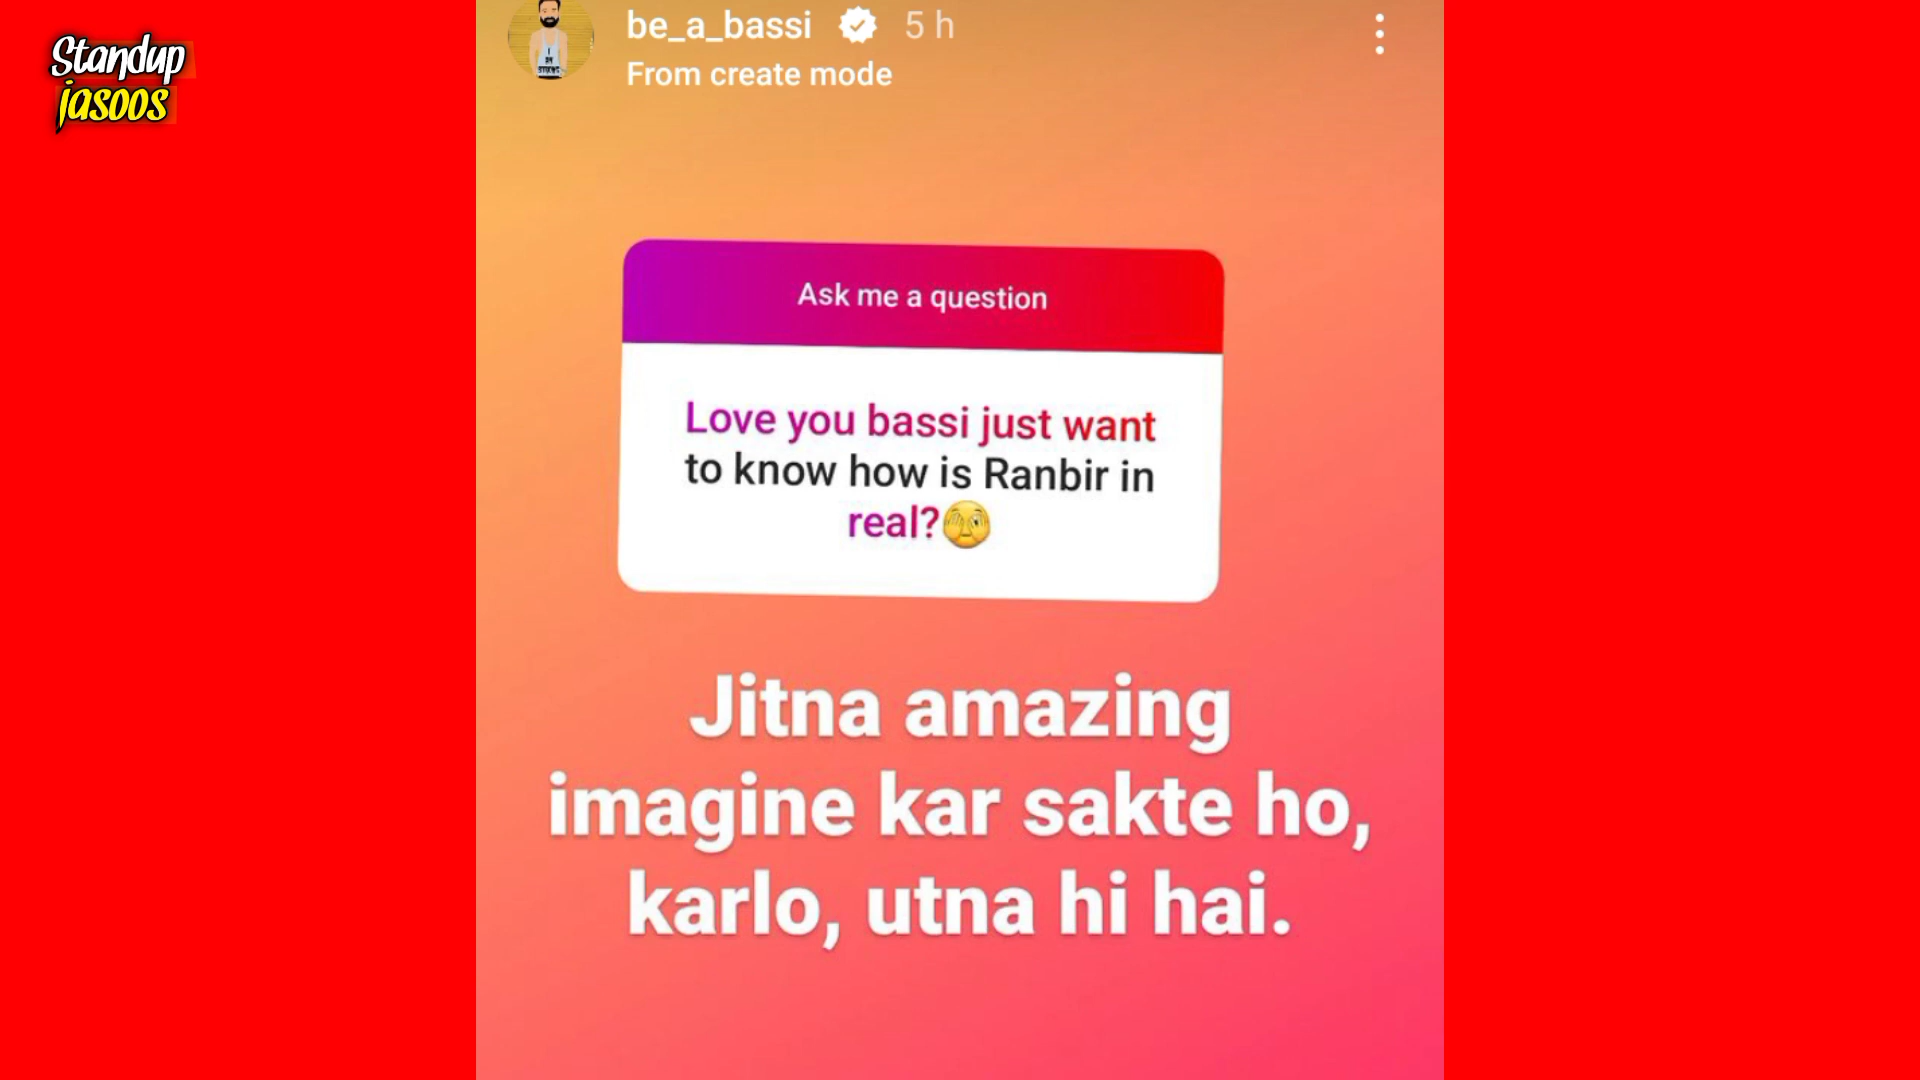 Standup
jasoos
be_a_bassi 5 h
From create mode
Ask me a question
Love you bassi just want
to know how is Ranbir in
real?🫣
Jitna amazing
imagine kar sakte ho,
karlo, utna hi hai.